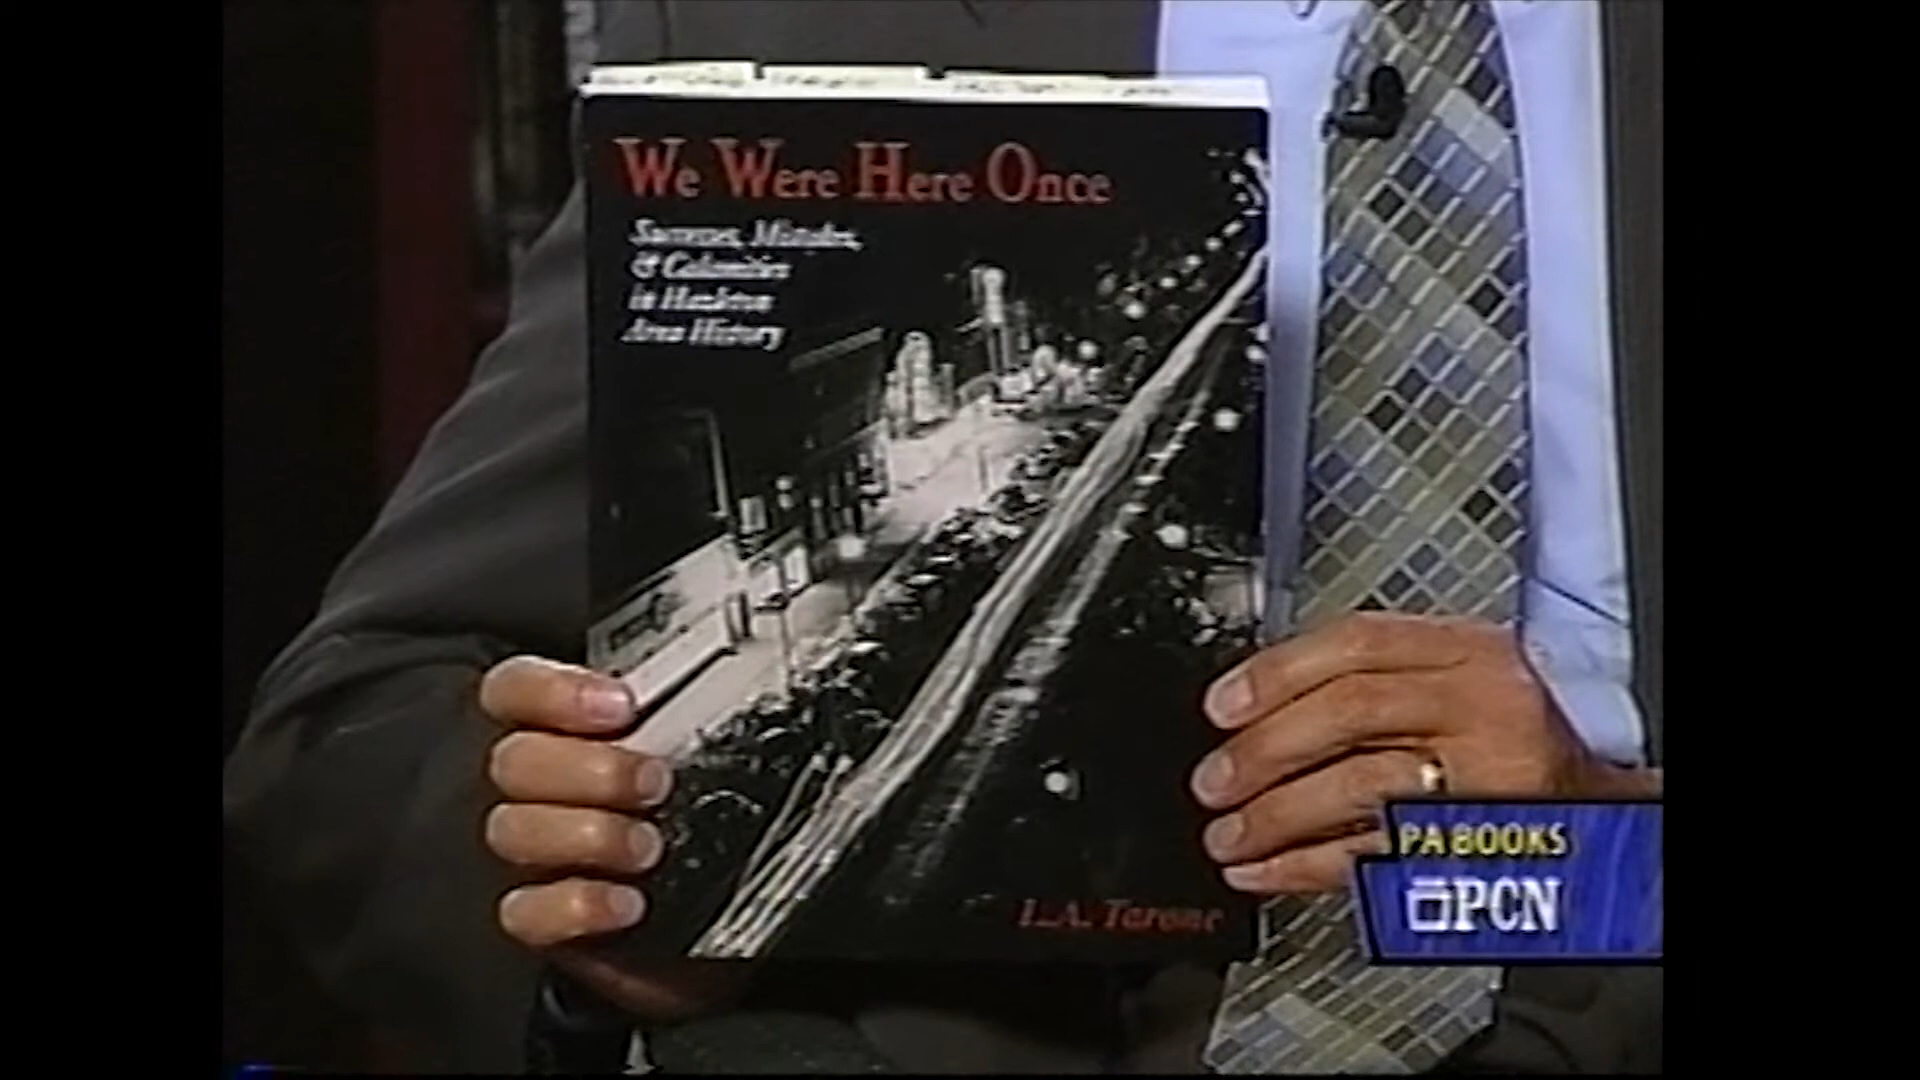 We Were Here Once
Successes, Mistakes,
& Calamities
in Hazleton
Area History
L.A. Tarone
PA BOOKS
PCN